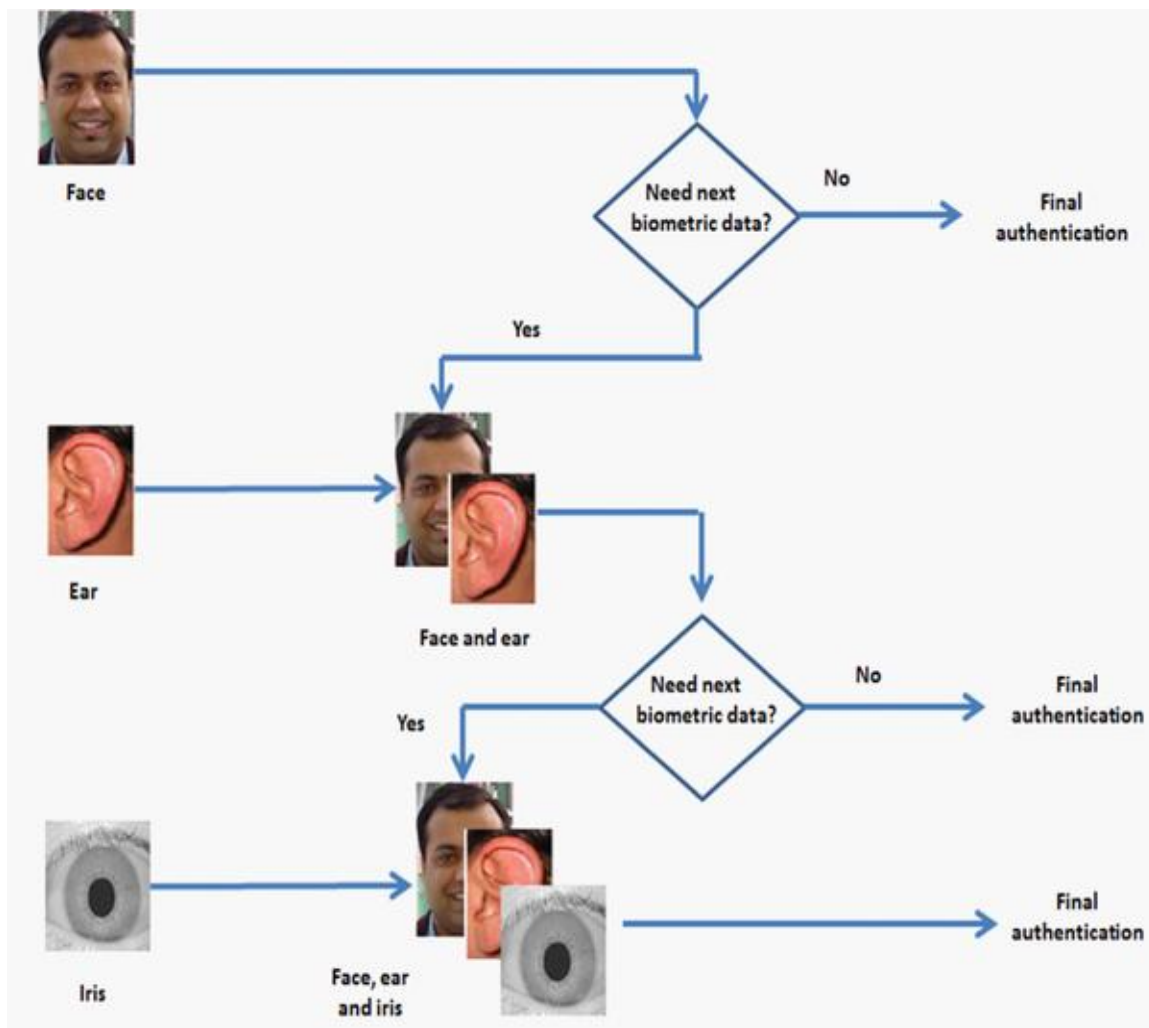 Face
Need next
biometric data?
No
Final
authentication
Yes
Ear
Face and ear
Need next
biometric data?
No
Final
authentication
Yes
Iris
Face, ear
and iris
Final
authentication